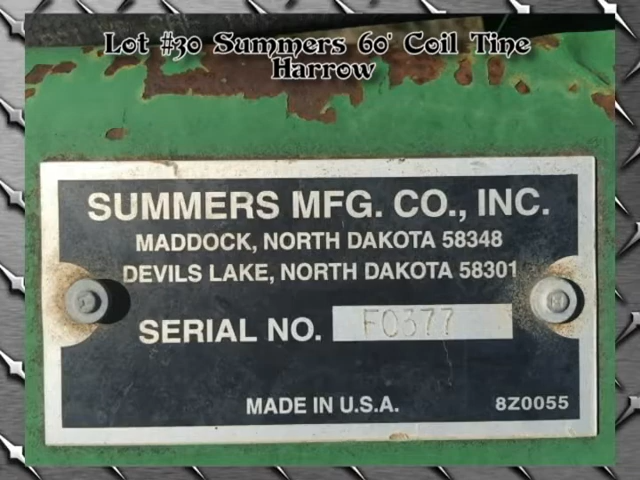 Lot #30 Summers 60' Coil Tine
Harrow
SUMMERS MFG. CO., INC.
MADDOCK, NORTH DAKOTA 58348
DEVILS LAKE, NORTH DAKOTA 58301
SERIAL NO. F0377
MADE IN U.S.A. 8Z0055